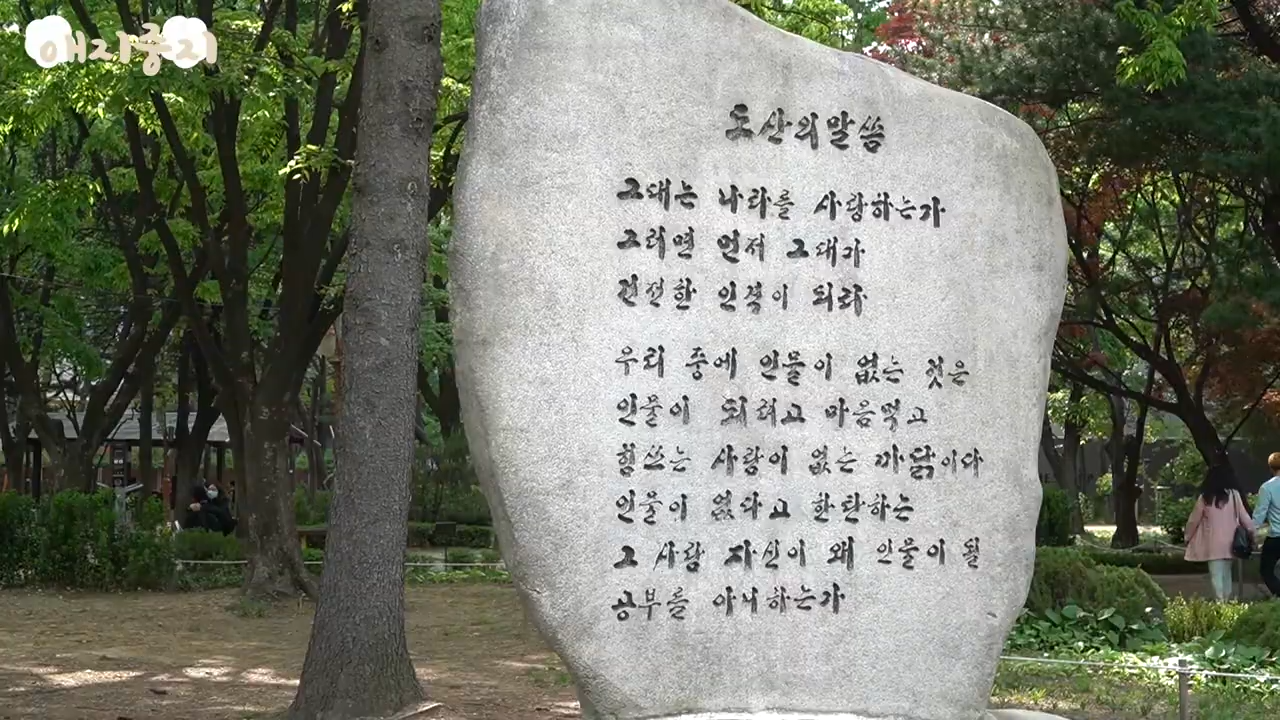 애지중지
도산의 말씀
그대는 나라를 사랑하는가
그러면 먼저 그대가
건전한 인격이 되라
우리 중에 인물이 없는 것은
인물이 되려고 마음먹고
힘쓰는 사람이 없는 까닭이다
인물이 없다고 한탄하는
그 사람 자신이 왜 인물이 될
공부를 아니하는가